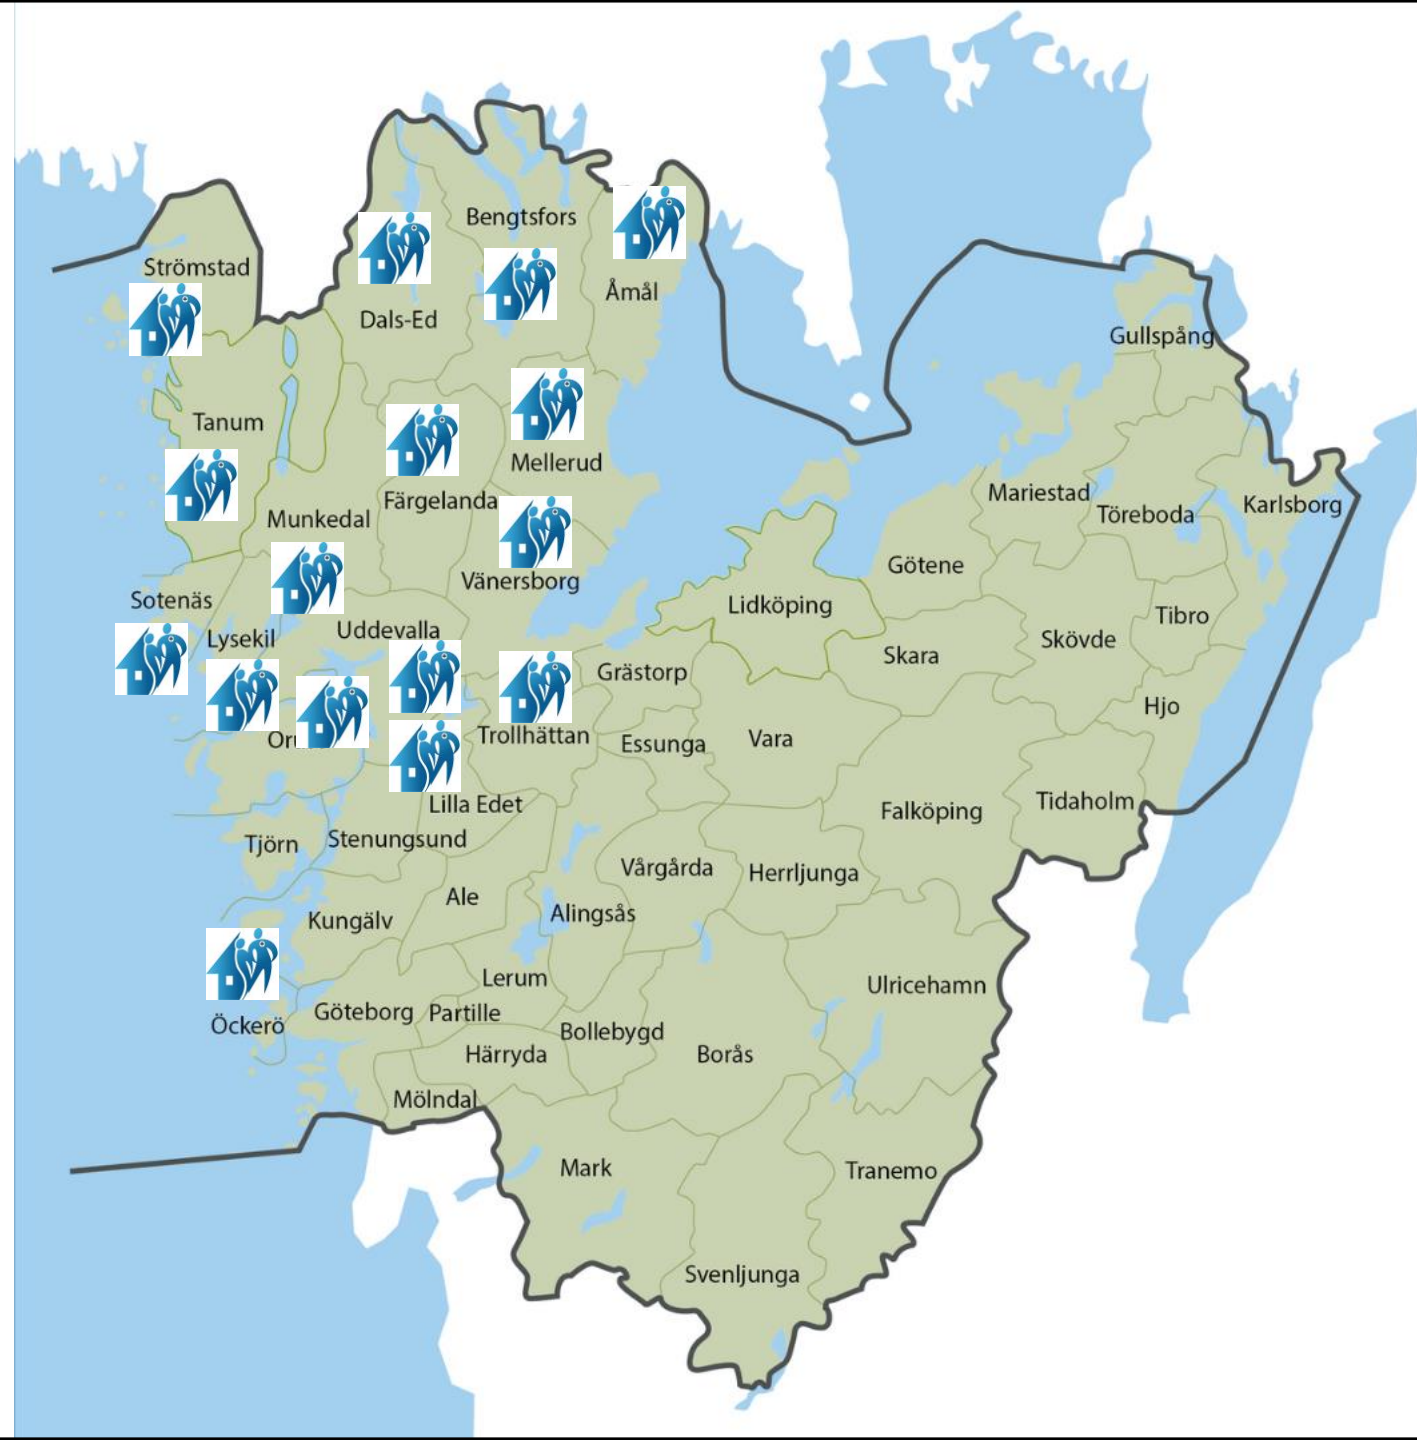 Bengtsfors
Strömstad
Åmål
Dals-Ed
Gullspång
Tanum
Mellerud
Mariestad
Färgelanda
Karlsborg
Töreboda
Munkedal
Götene
Vänersborg
Sotenäs
Lidköping
Tibro
Uddevalla
Lysekil
Skövde
Skara
Grästorp
Hjo
Trollhättan
Vara
Essunga
Lilla Edet
Tidaholm
Falköping
Stenungsund
Tjörn
Vårgårda
Herrljunga
Ale
Alingsås
Kungälv
Lerum
Ulricehamn
Göteborg
Partille
Öckerö
Bollebygd
Härryda
Borås
Mölndal
Mark
Tranemo
Svenljunga